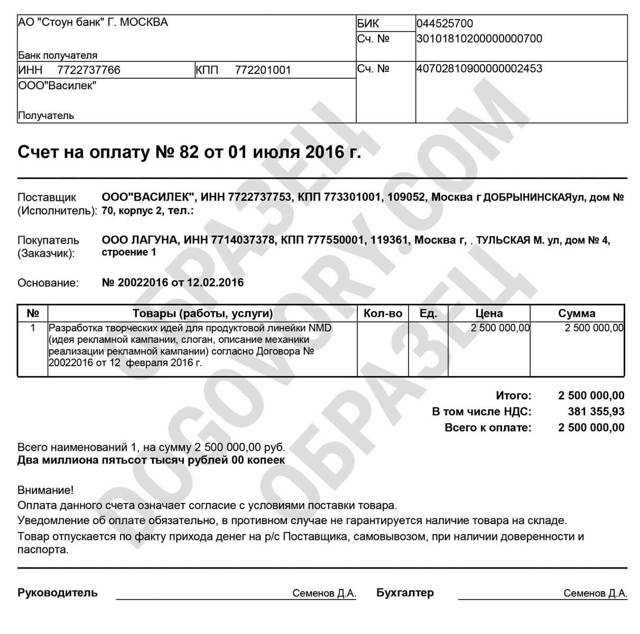 АО "Стоун банк" Г. МОСКВА
БИК
044525700
Сч. №
30101810200000000700
Банк получателя
ИНН 7722737766
КПП 772201001
Сч. №
40702810900000002453
ООО"Василек"
Получатель
Счет на оплату № 82 от 01 июля 2016 г.
Поставщик
(Исполнитель):
ООО"ВАСИЛЕК", ИНН 7722737753, КПП 773301001, 109052, Москва г ДОБРЫНИНСКАЯул, дом №
70, корпус 2, тел.:
Покупатель
(Заказчик):
ООО ЛАГУНА, ИНН 7714037378, КПП 777550001, 119361, Москва г, . ТУЛЬСКАЯ М. ул, дом № 4,
строение 1
Основание:
№ 20022016 от 12.02.2016
№ Товары (работы, услуги) Кол-во Ед. Цена Сумма
1 Разработка творческих идей для продуктовой линейки NMD 2 500 000,00 2 500 000,00
(идея рекламной кампании, слоган, описание механики
реализации рекламной кампании) согласно Договора №
20022016 от 12 февраля 2016 г.
Итого: 2 500 000,00
В том числе НДС: 381 355,93
Всего к оплате: 2 500 000,00
Всего наименований 1, на сумму 2 500 000,00 руб.
Два миллиона пятьсот тысяч рублей 00 копеек
Внимание!
Оплата данного счета означает согласие с условиями поставки товара.
Уведомление об оплате обязательно, в противном случае не гарантируется наличие товара на складе.
Товар отпускается по факту прихода денег на р/с Поставщика, самовывозом, при наличии доверенности и
паспорта.
Руководитель Семенов Д.А. Бухгалтер Семенов Д.А.
ОБРАЗЕЦ
DOGOVORY.COM
ОБРАЗЕЦ